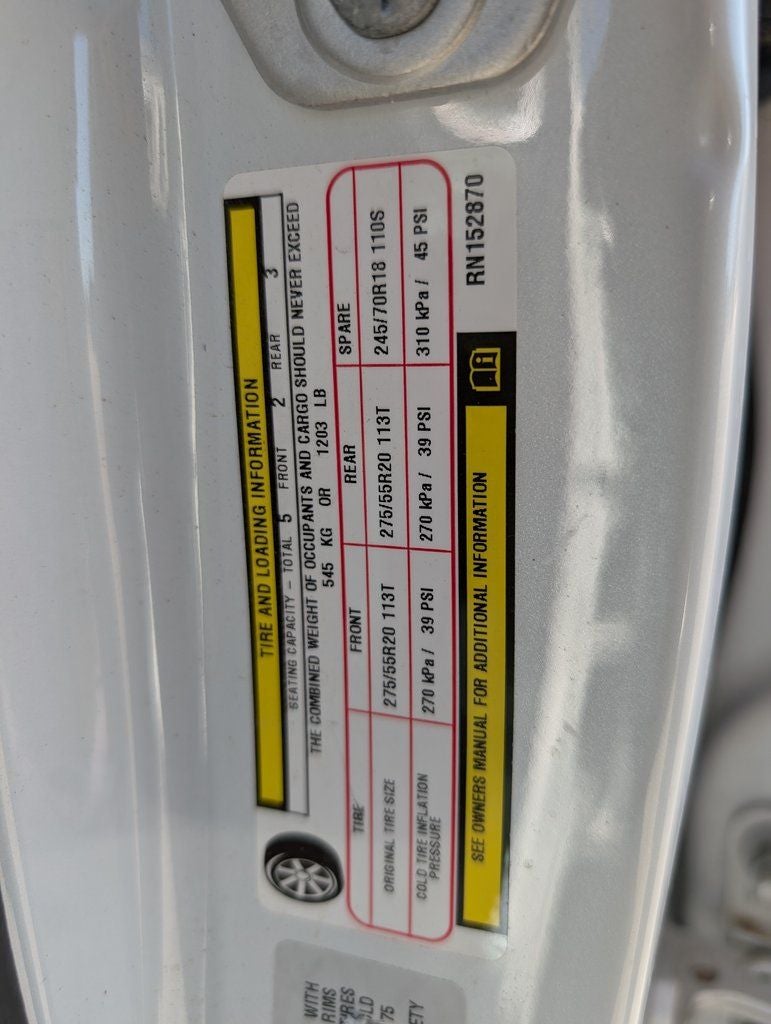 TIRE AND LOADING INFORMATION
SEATING CAPACITY – TOTAL 5 FRONT 2 REAR 3
THE COMBINED WEIGHT OF OCCUPANTS AND CARGO SHOULD NEVER EXCEED
545 KG OR 1203 LB
TIRE FRONT REAR SPARE
ORIGINAL TIRE SIZE 275/55R20 113T 275/55R20 113T 245/70R18 110S
COLD TIRE INFLATION
PRESSURE 270 kPa / 39 PSI 270 kPa / 39 PSI 310 kPa / 45 PSI
SEE OWNERS MANUAL FOR ADDITIONAL INFORMATION
RN152870
WITH
RIMS
75